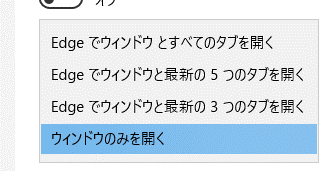 オフ
Edge でウィンドウ とすべてのタブを開く
Edge でウィンドウと最新の 5 つのタブを開く
Edge でウィンドウと最新の 3 つのタブを開く
ウィンドウのみを開く